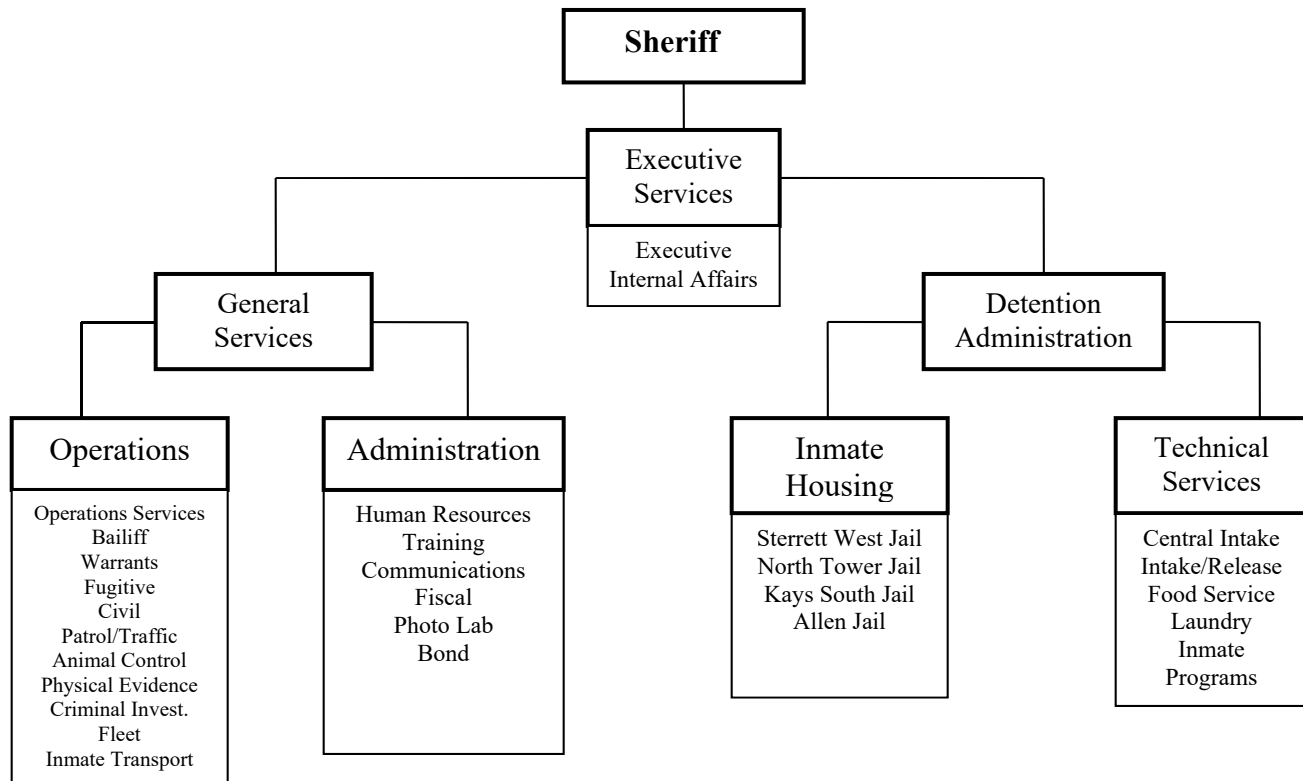 Sheriff
Executive
Services
Executive
Internal Affairs
General
Services
Detention
Administration
Operations
Operations Services
Bailiff
Warrants
Fugitive
Civil
Patrol/Traffic
Animal Control
Physical Evidence
Criminal Invest.
Fleet
Inmate Transport
Administration
Human Resources
Training
Communications
Fiscal
Photo Lab
Bond
Inmate
Housing
Sterrett West Jail
North Tower Jail
Kays South Jail
Allen Jail
Technical
Services
Central Intake
Intake/Release
Food Service
Laundry
Inmate
Programs